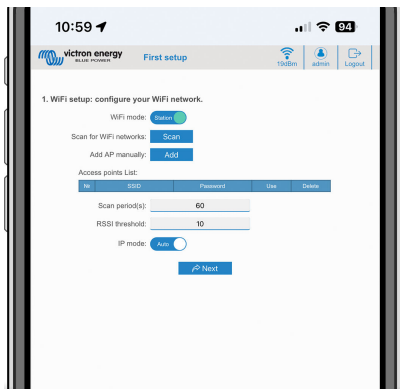 10:59
94
victron energy
BLUE POWER
First setup
19dBm
admin
Logout
1. WiFi setup: configure your WiFi network.
WiFi mode: Station
Scan for WiFi networks: Scan
Add AP manually: Add
Access points List:
Nr SSID Password Use Delete
Scan period(s): 60
RSSI threshold: 10
IP mode: Auto
Next